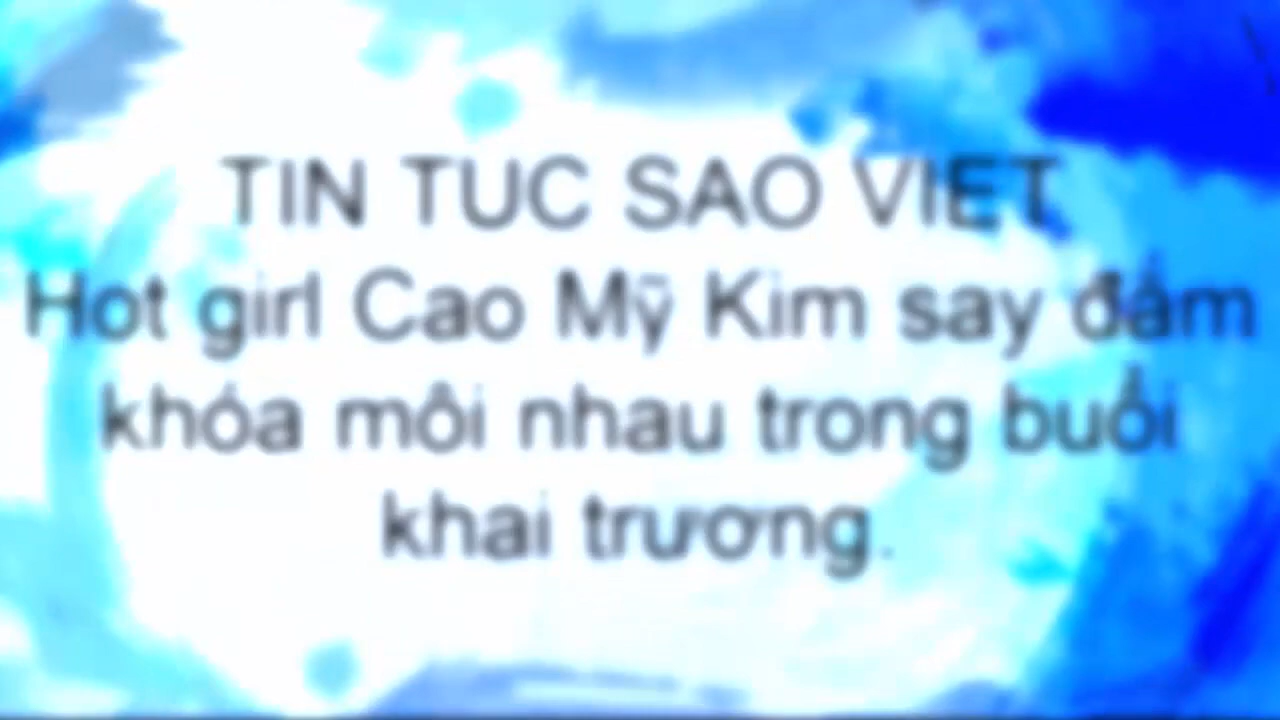 TIN TUC SAO VIET
Hot girl Cao Mỹ Kim say đắm
khóa môi nhau trong buổi
khai trương.